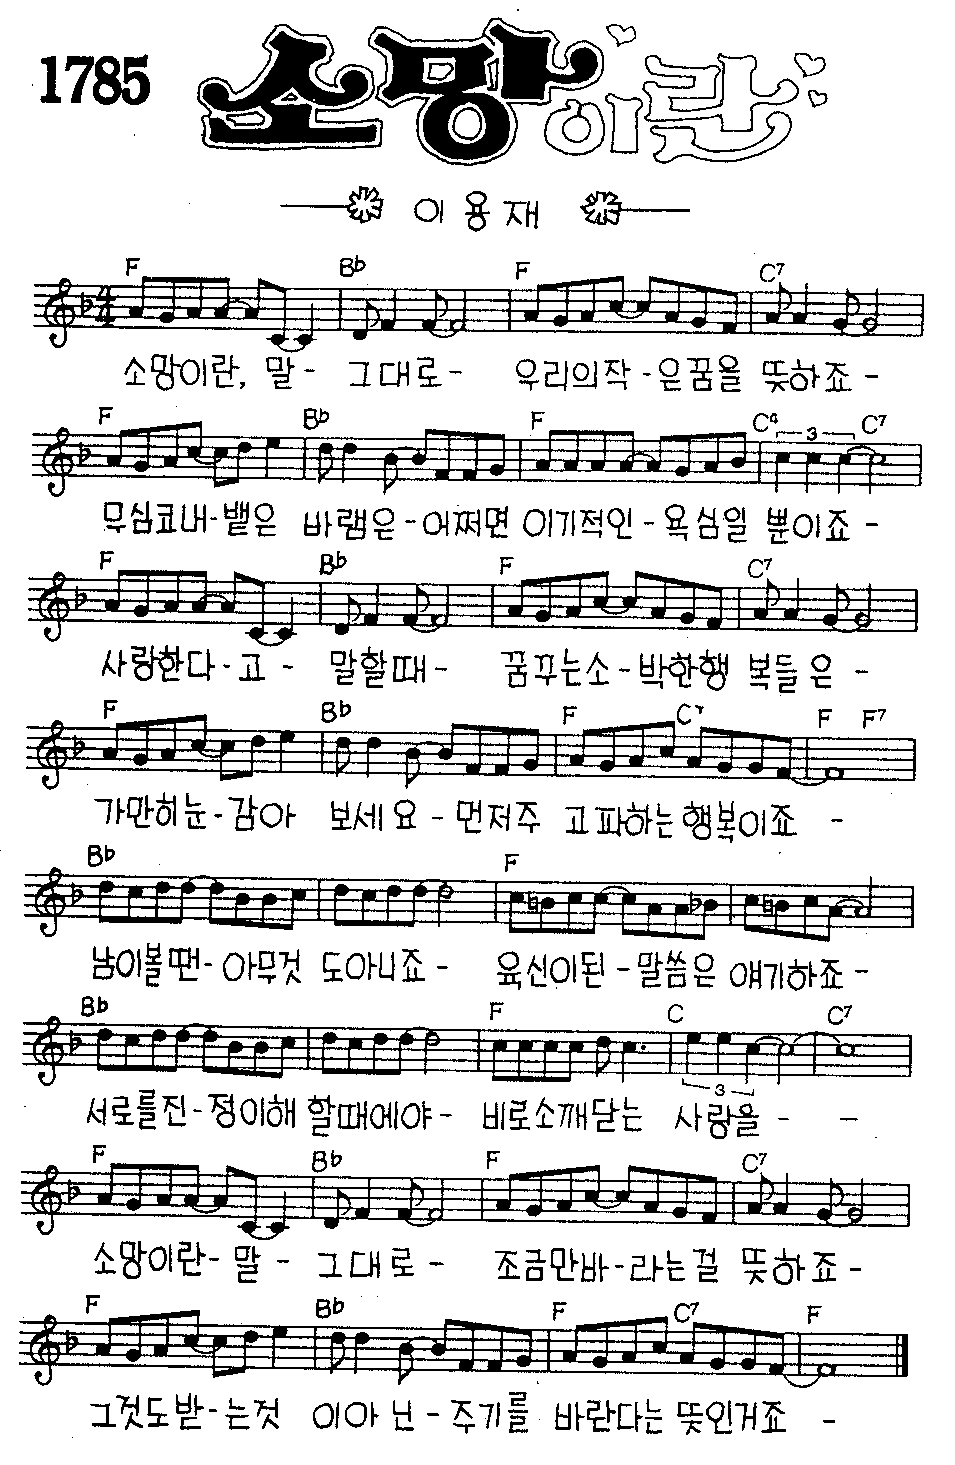 1785 소망이란
이용재
F Bb F C7
소망이란, 말- 그대로- 우리의작-은꿈을 뜻하죠-
F Bb F C4 3 C7
무심코내-뱉은 바램은-어쩌면 이기적인-욕심일 뿐이죠-
F Bb F C7
사랑한다-고- 말할때- 꿈꾸는소-박한행 복들은-
F Bb F C7 F F7
가만히눈-감아 보세요-먼저주 고파하는행복이죠 -
Bb F
남이볼땐-아무것 도아니죠- 육신이된-말씀은 얘기하죠-
Bb F C C7
서로를진-정이해 할때에야- 비로소깨닫는 사랑을- -
3
F Bb F C7
소망이란-말- 그대로- 조금만바-라는걸 뜻하죠-
F Bb F C7 F
그것도받-는것 이아닌-주기를 바란다는 뜻인거죠 -